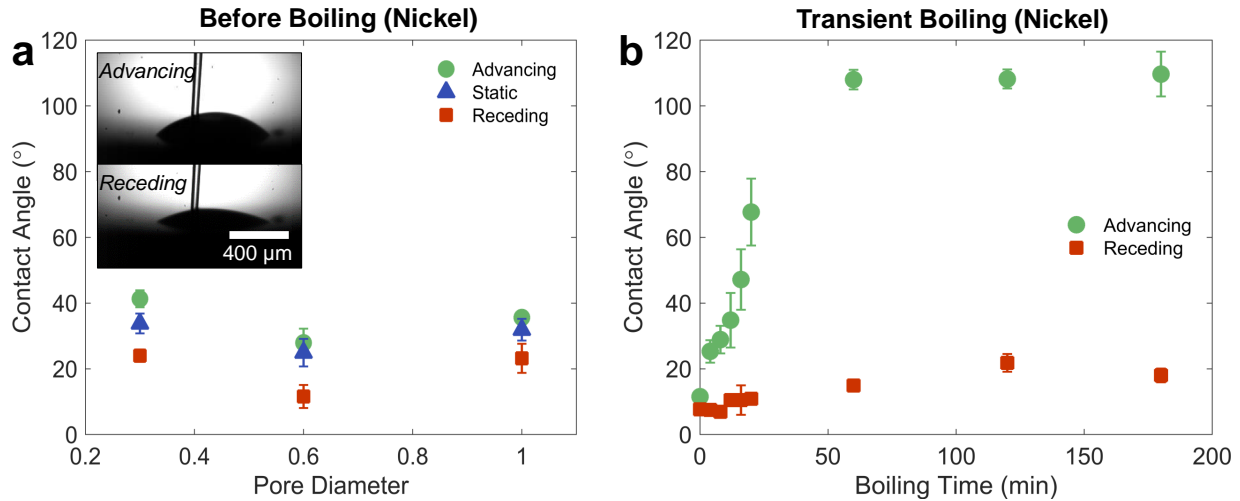 Before Boiling (Nickel)
a
Advancing
Receding
400 µm
Advancing
Static
Receding
120
100
80
60
40
20
0
Contact Angle (°)
0.2
0.4
0.6
0.8
1
Pore Diameter
Transient Boiling (Nickel)
b
Advancing
Receding
120
100
80
60
40
20
0
Contact Angle (°)
0
50
100
150
200
Boiling Time (min)